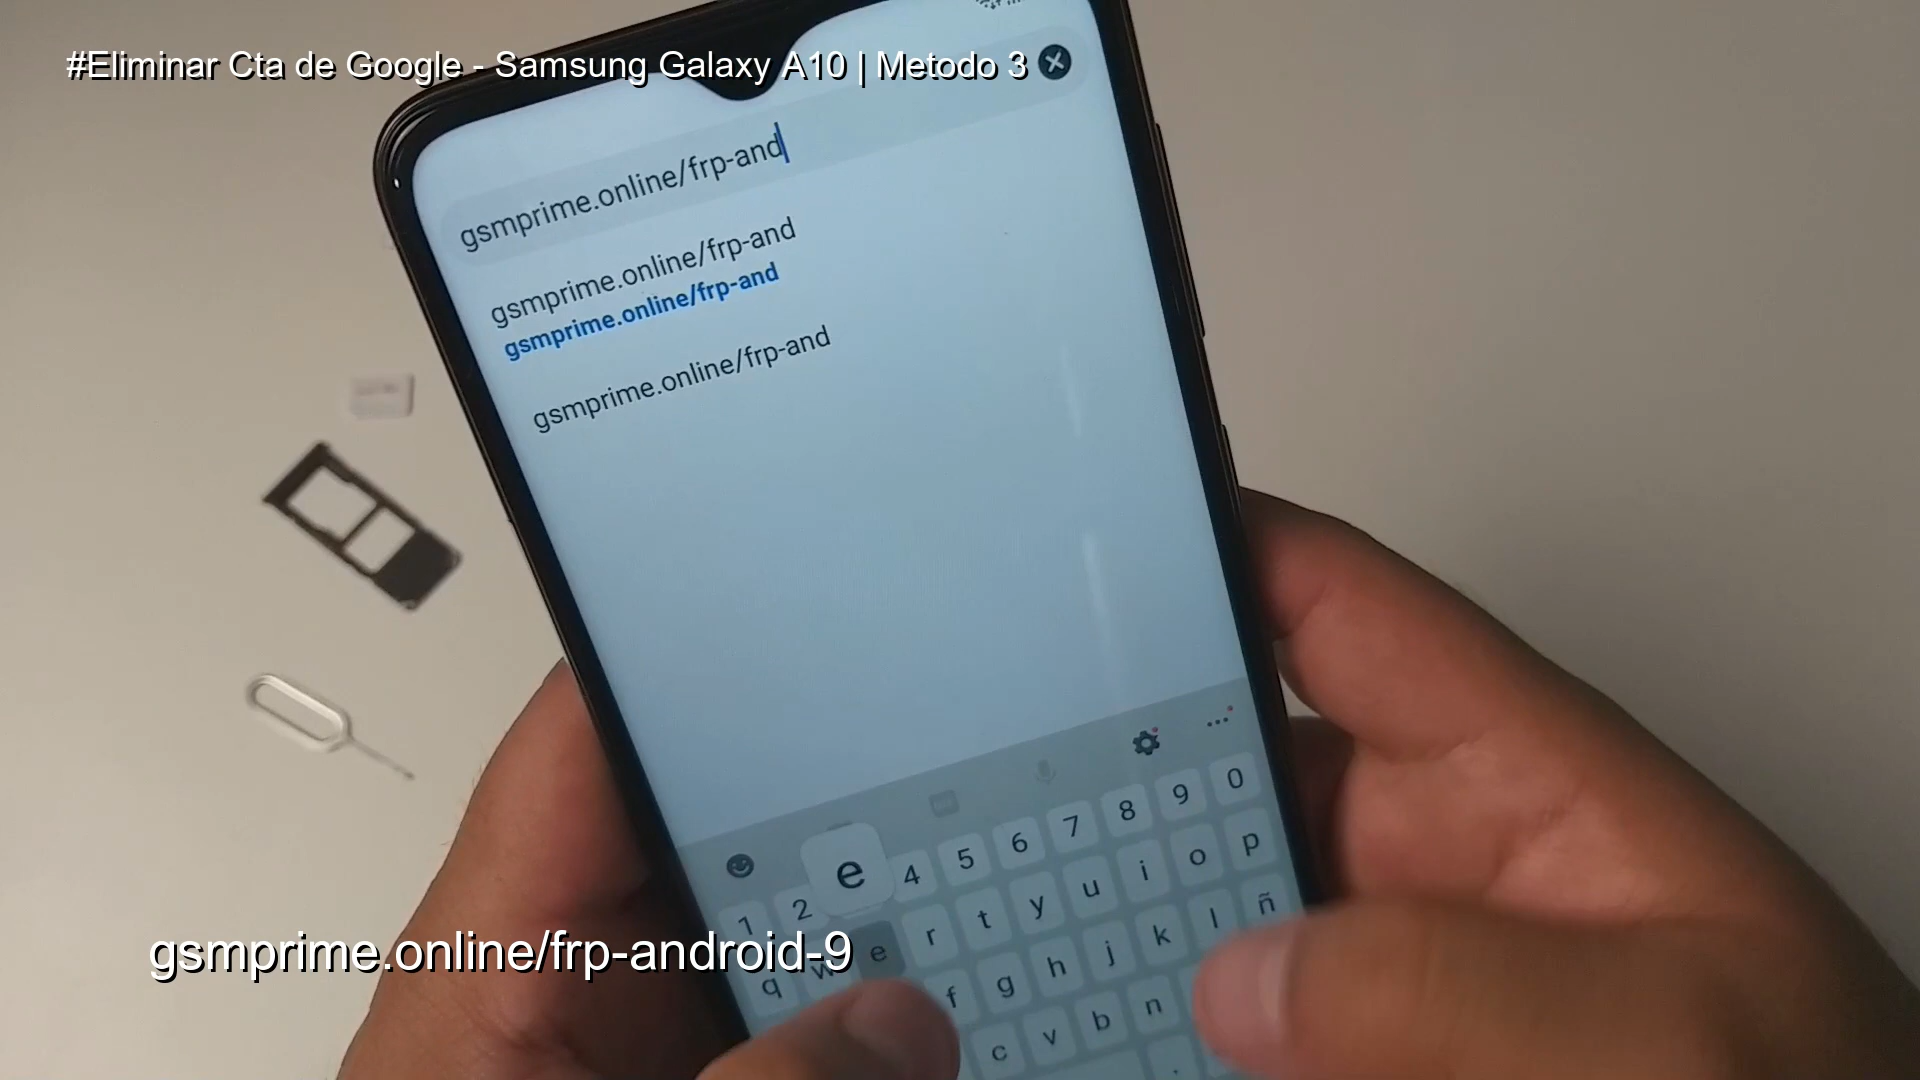 #Eliminar Cta de Google - Samsung Galaxy A10 | Metodo 3
gsmprime.online/frp-and
gsmprime.online/frp-and
gsmprime.online/frp-and
gsmprime.online/frp-and
e
1 2 4 5 6 7 8 9 0
q w e r t y u i o p
f g h j k l ñ
c v b n .
gsmprime.online/frp-android-9